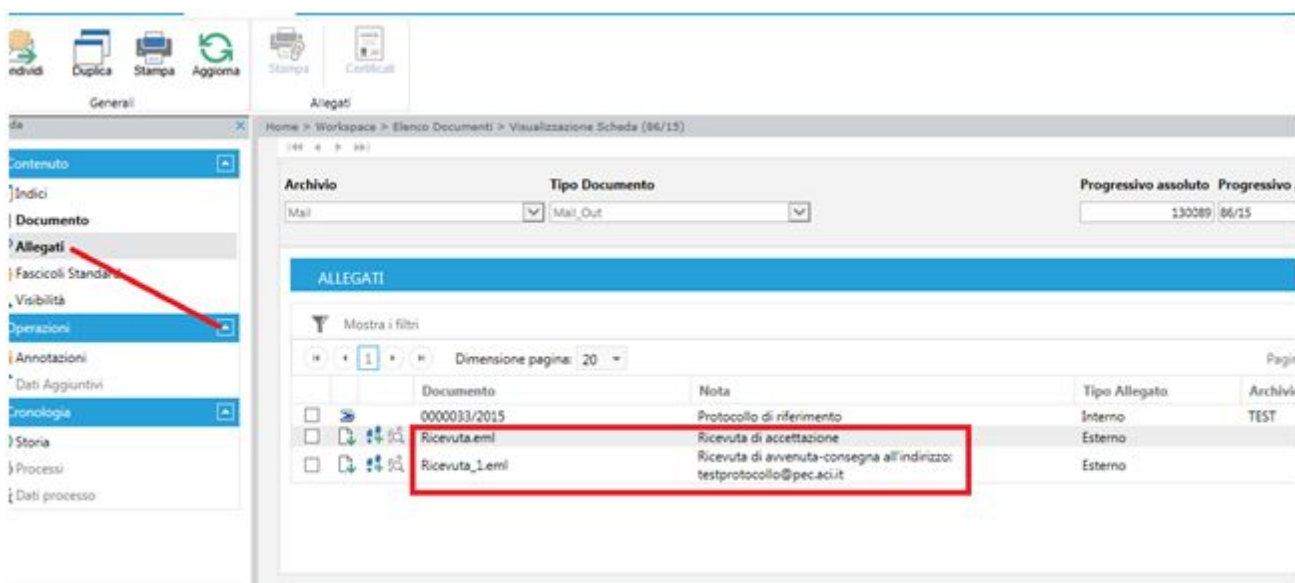 ndividi Duplica Stampa Aggiorna Stampa Certificati
Generali Allegati
da
Home > Workspace > Elenco Documenti > Visualizzazione Scheda (86/15)
Contenuto
Indici
Documento
Allegati
Fascicoli Standard
Visibilità
Operazioni
Annotazioni
Dati Aggiuntivi
Cronologia
Storia
Processi
Dati processo
Archivio Tipo Documento Progressivo assoluto Progressivo
Mail Mail_Out 130089 86/15
ALLEGATI
Mostra i filtri
1 Dimensione pagina: 20 Pagin
Documento Nota Tipo Allegato Archivi
0000033/2015 Protocollo di riferimento Interno TEST
Ricevuta.eml Ricevuta di accettazione Esterno
Ricevuta_1.eml Ricevuta di avvenuta-consegna all'indirizzo: Esterno
testprotocollo@pec.aci.it